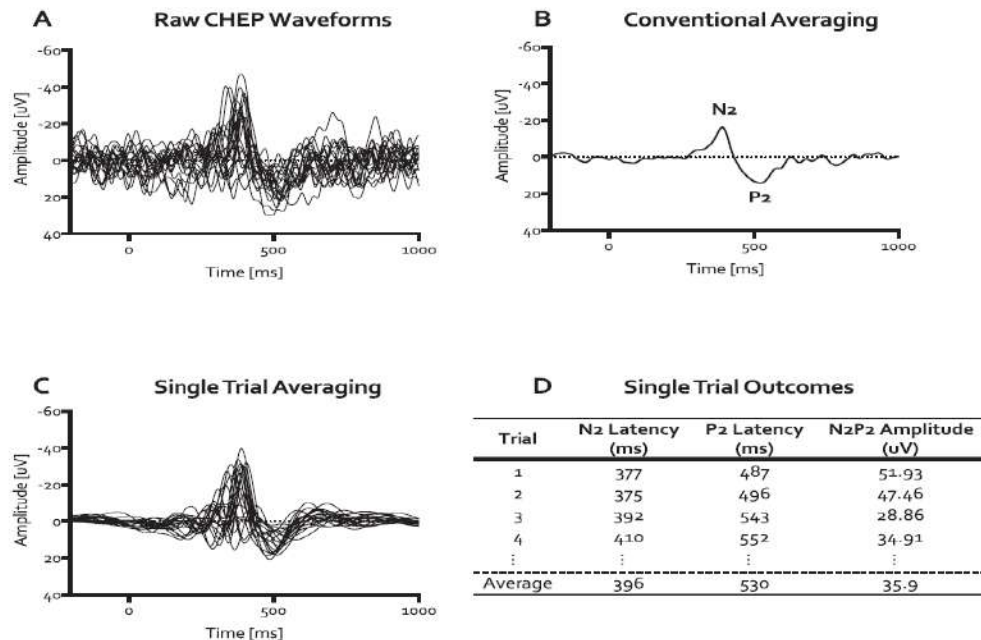 A Raw CHEP Waveforms
-60
-40
-20
0
20
40
Amplitude [uV]
0 500 1000
Time [ms]
B Conventional Averaging
-60
-40
-20
0
20
40
Amplitude [uV]
N2
P2
0 500 1000
Time [ms]
C Single Trial Averaging
-60
-40
-20
0
20
40
Amplitude [uV]
0 500 1000
Time [ms]
D Single Trial Outcomes
Trial N2 Latency (ms) P2 Latency (ms) N2P2 Amplitude (uV)
1 377 487 51.93
2 375 496 47.46
3 392 543 28.86
4 410 552 34.91
⋮ ⋮ ⋮ ⋮
Average 396 530 35.9